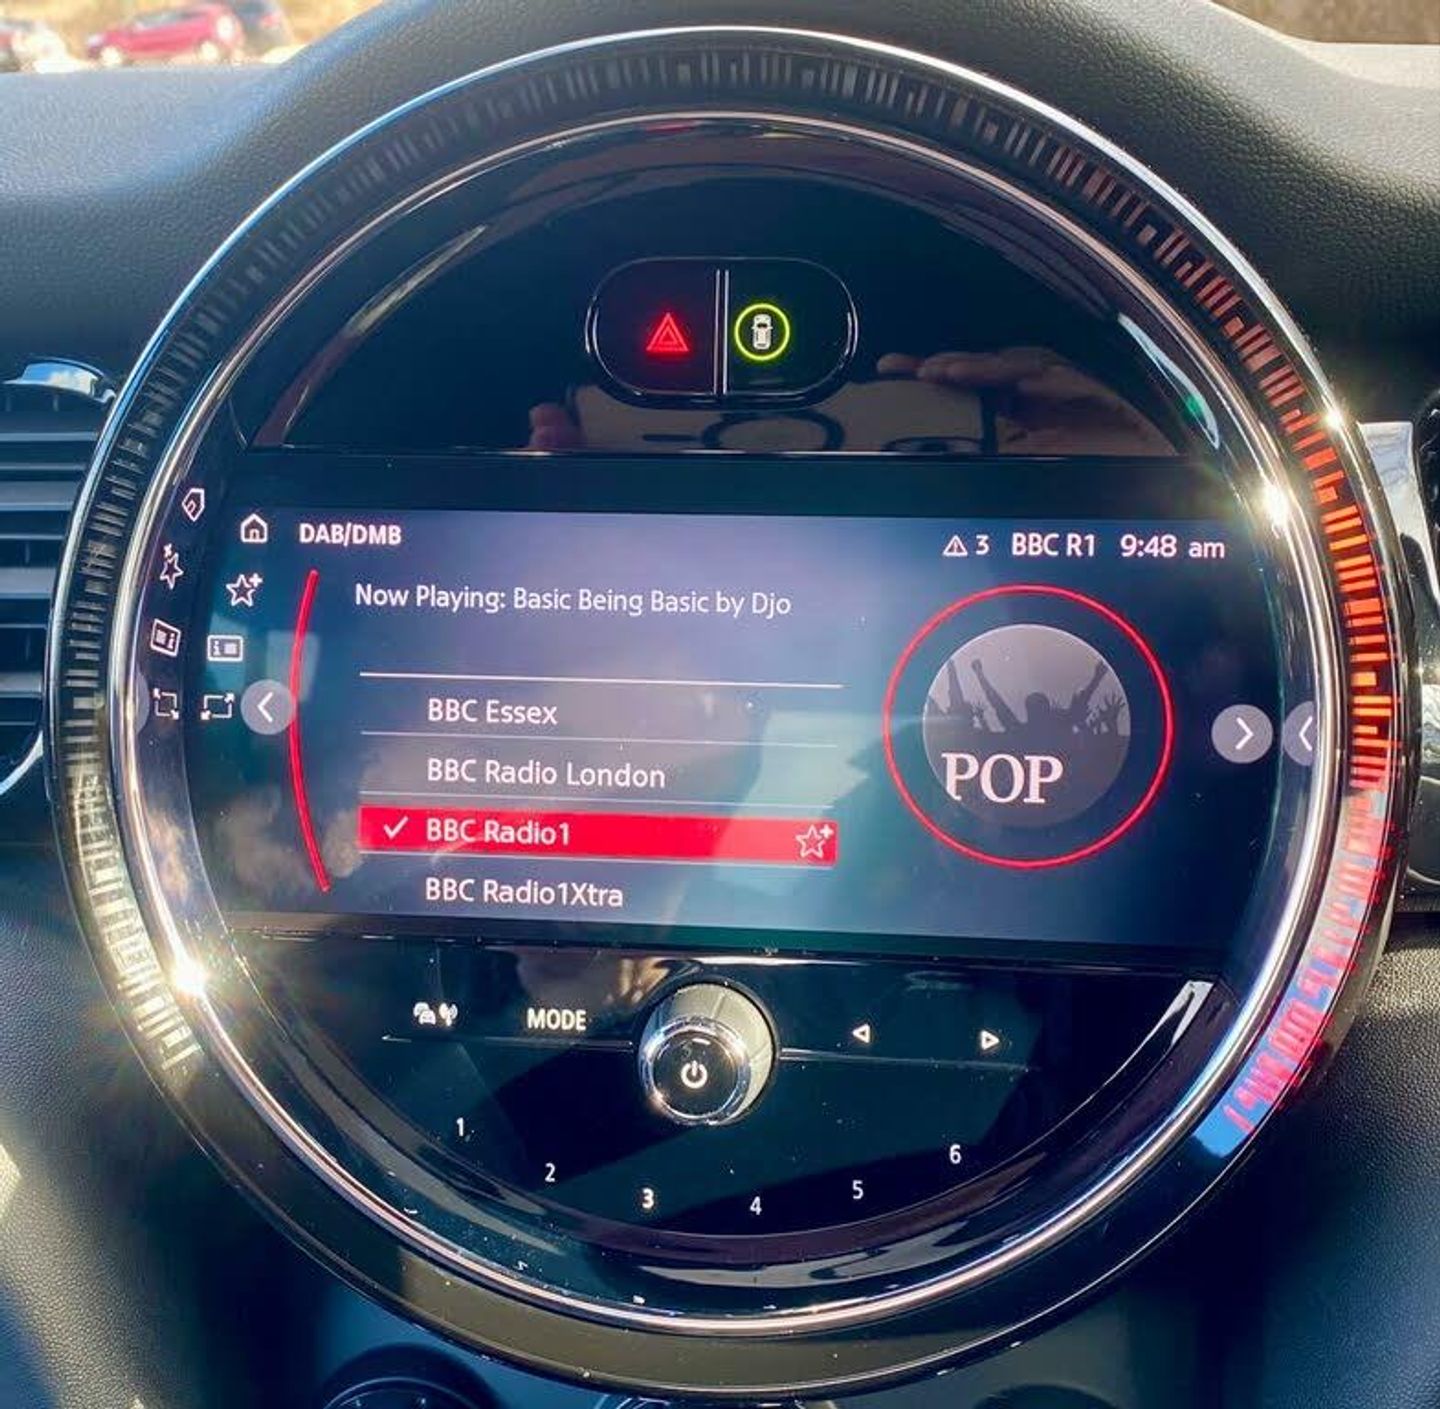 DAB/DMB
3 BBC R1 9:48 am
Now Playing: Basic Being Basic by Djo
BBC Essex
BBC Radio London
BBC Radio1
BBC Radio1Xtra
POP
MODE
1
2
3
4
5
6